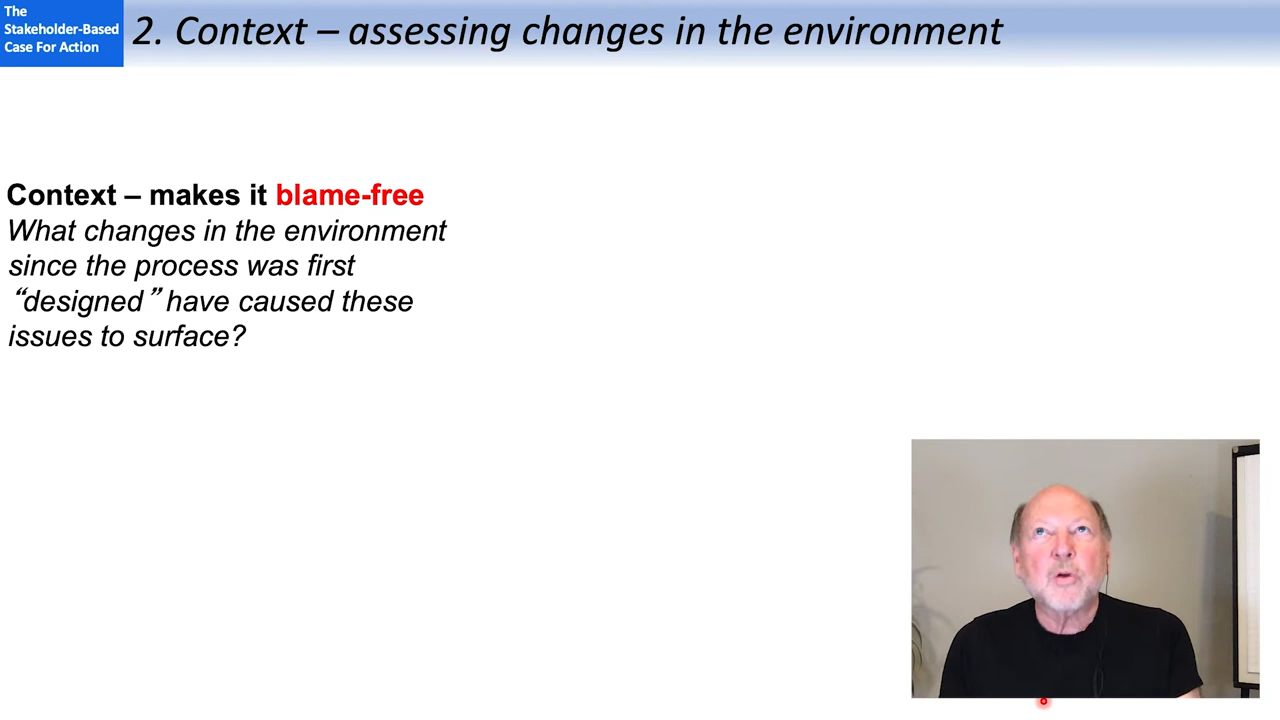 The
Stakeholder-Based
Case For Action
2. Context – assessing changes in the environment
Context – makes it blame-free
What changes in the environment
since the process was first
“designed” have caused these
issues to surface?